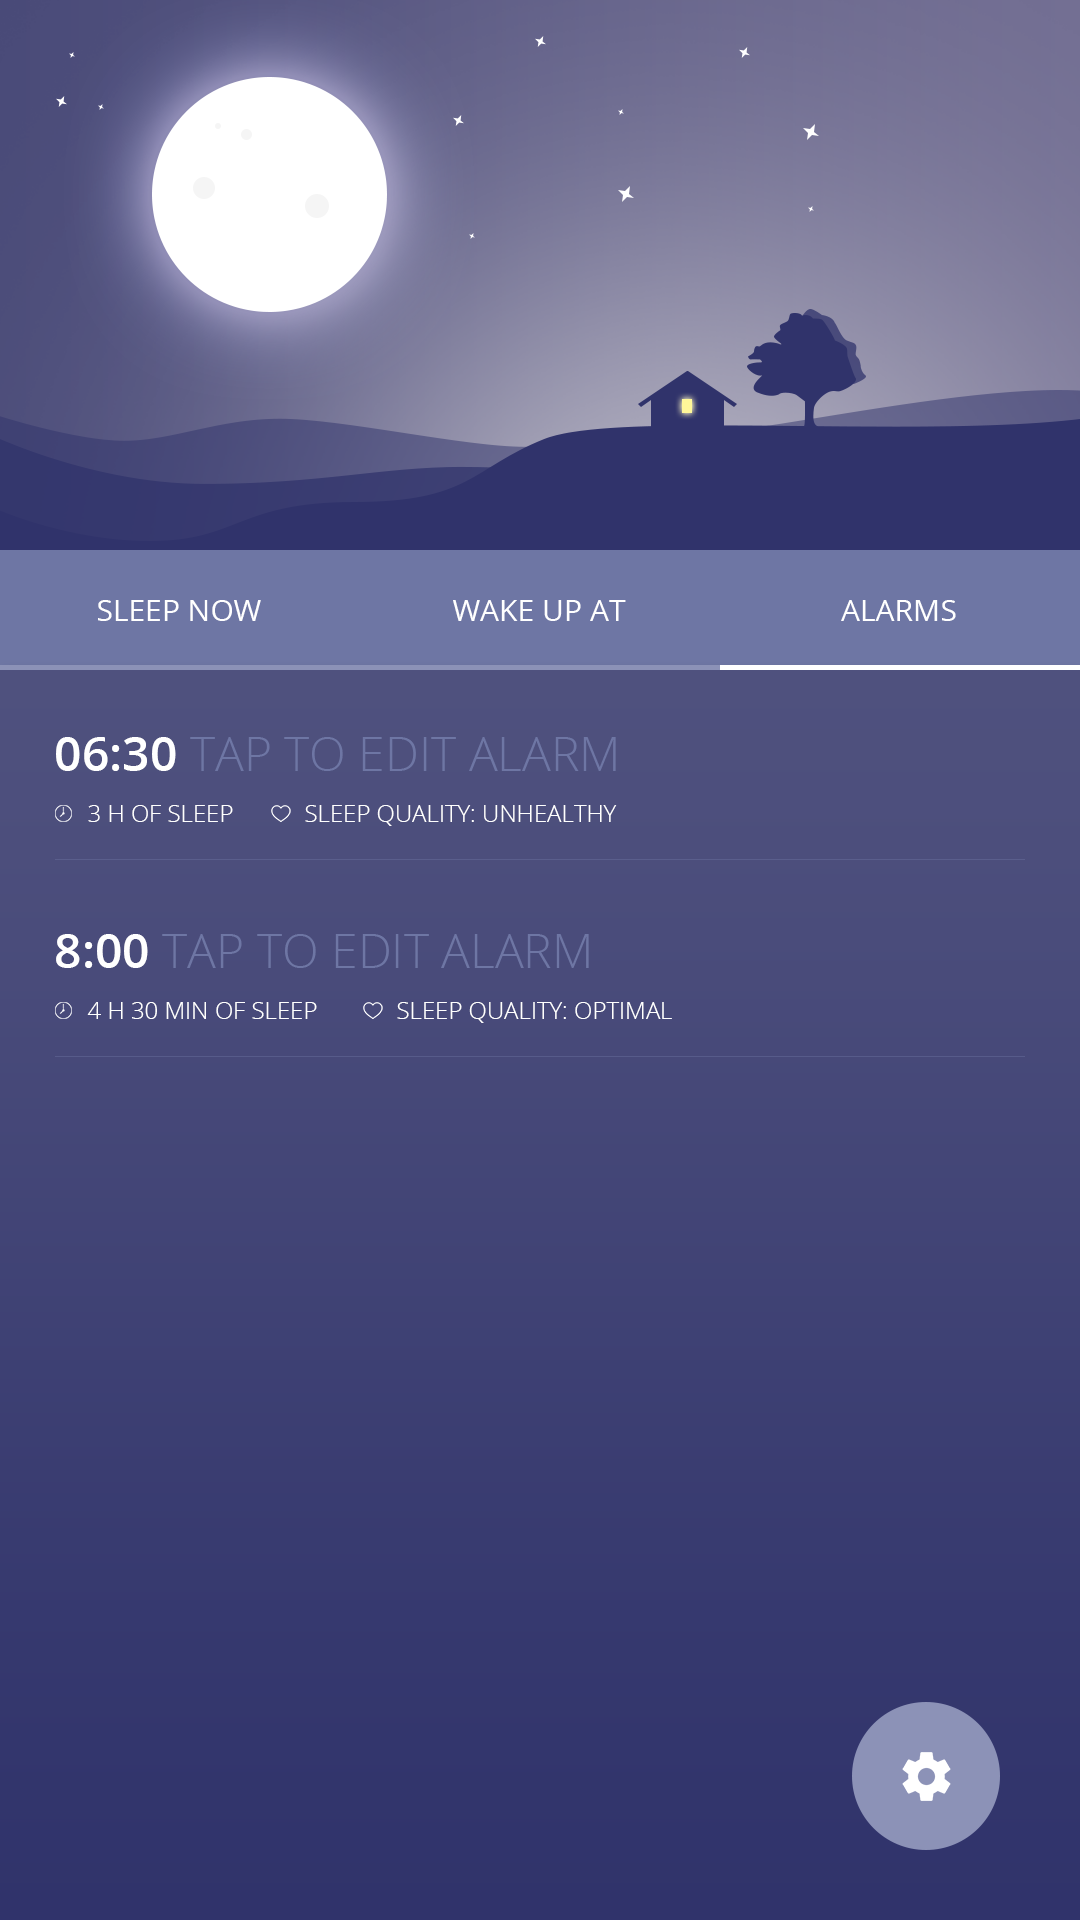 SLEEP NOW WAKE UP AT ALARMS
06:30 TAP TO EDIT ALARM
3 H OF SLEEP SLEEP QUALITY: UNHEALTHY
8:00 TAP TO EDIT ALARM
4 H 30 MIN OF SLEEP SLEEP QUALITY: OPTIMAL